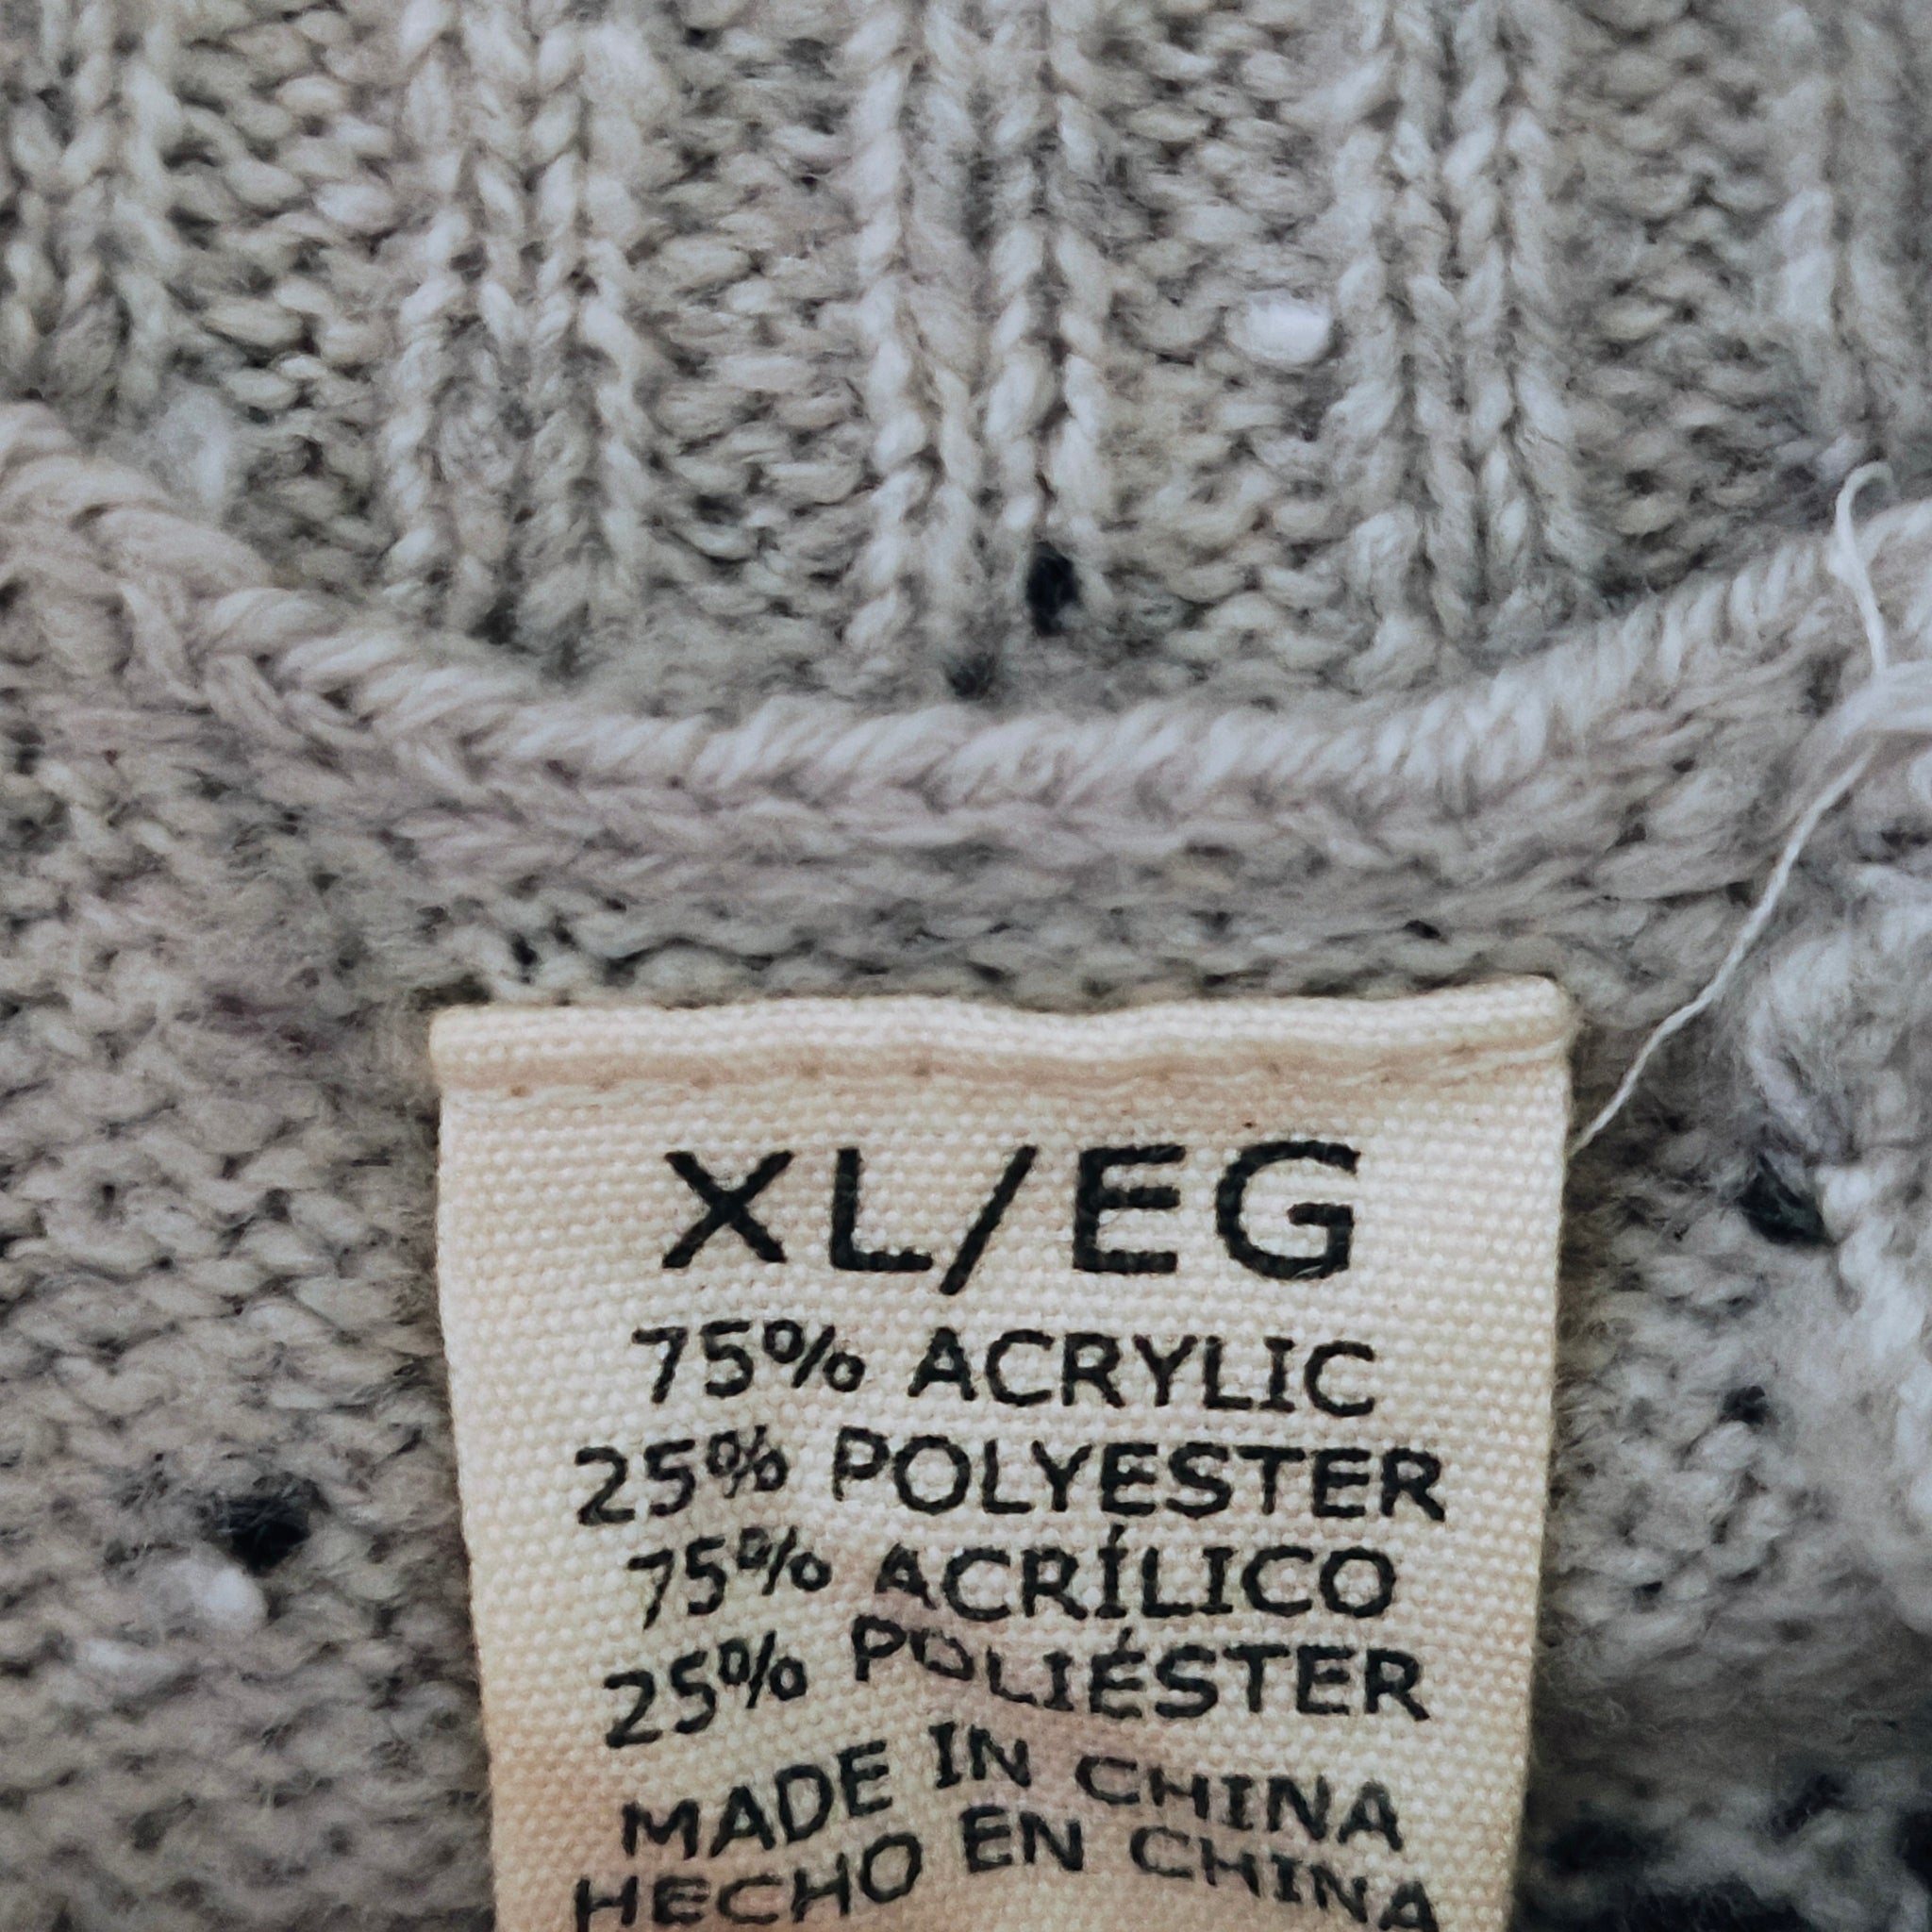 XL/EG
75% ACRYLIC
25% POLYESTER
75% ACRÍLICO
25% POLIÉSTER
MADE IN CHINA
HECHO EN CHINA